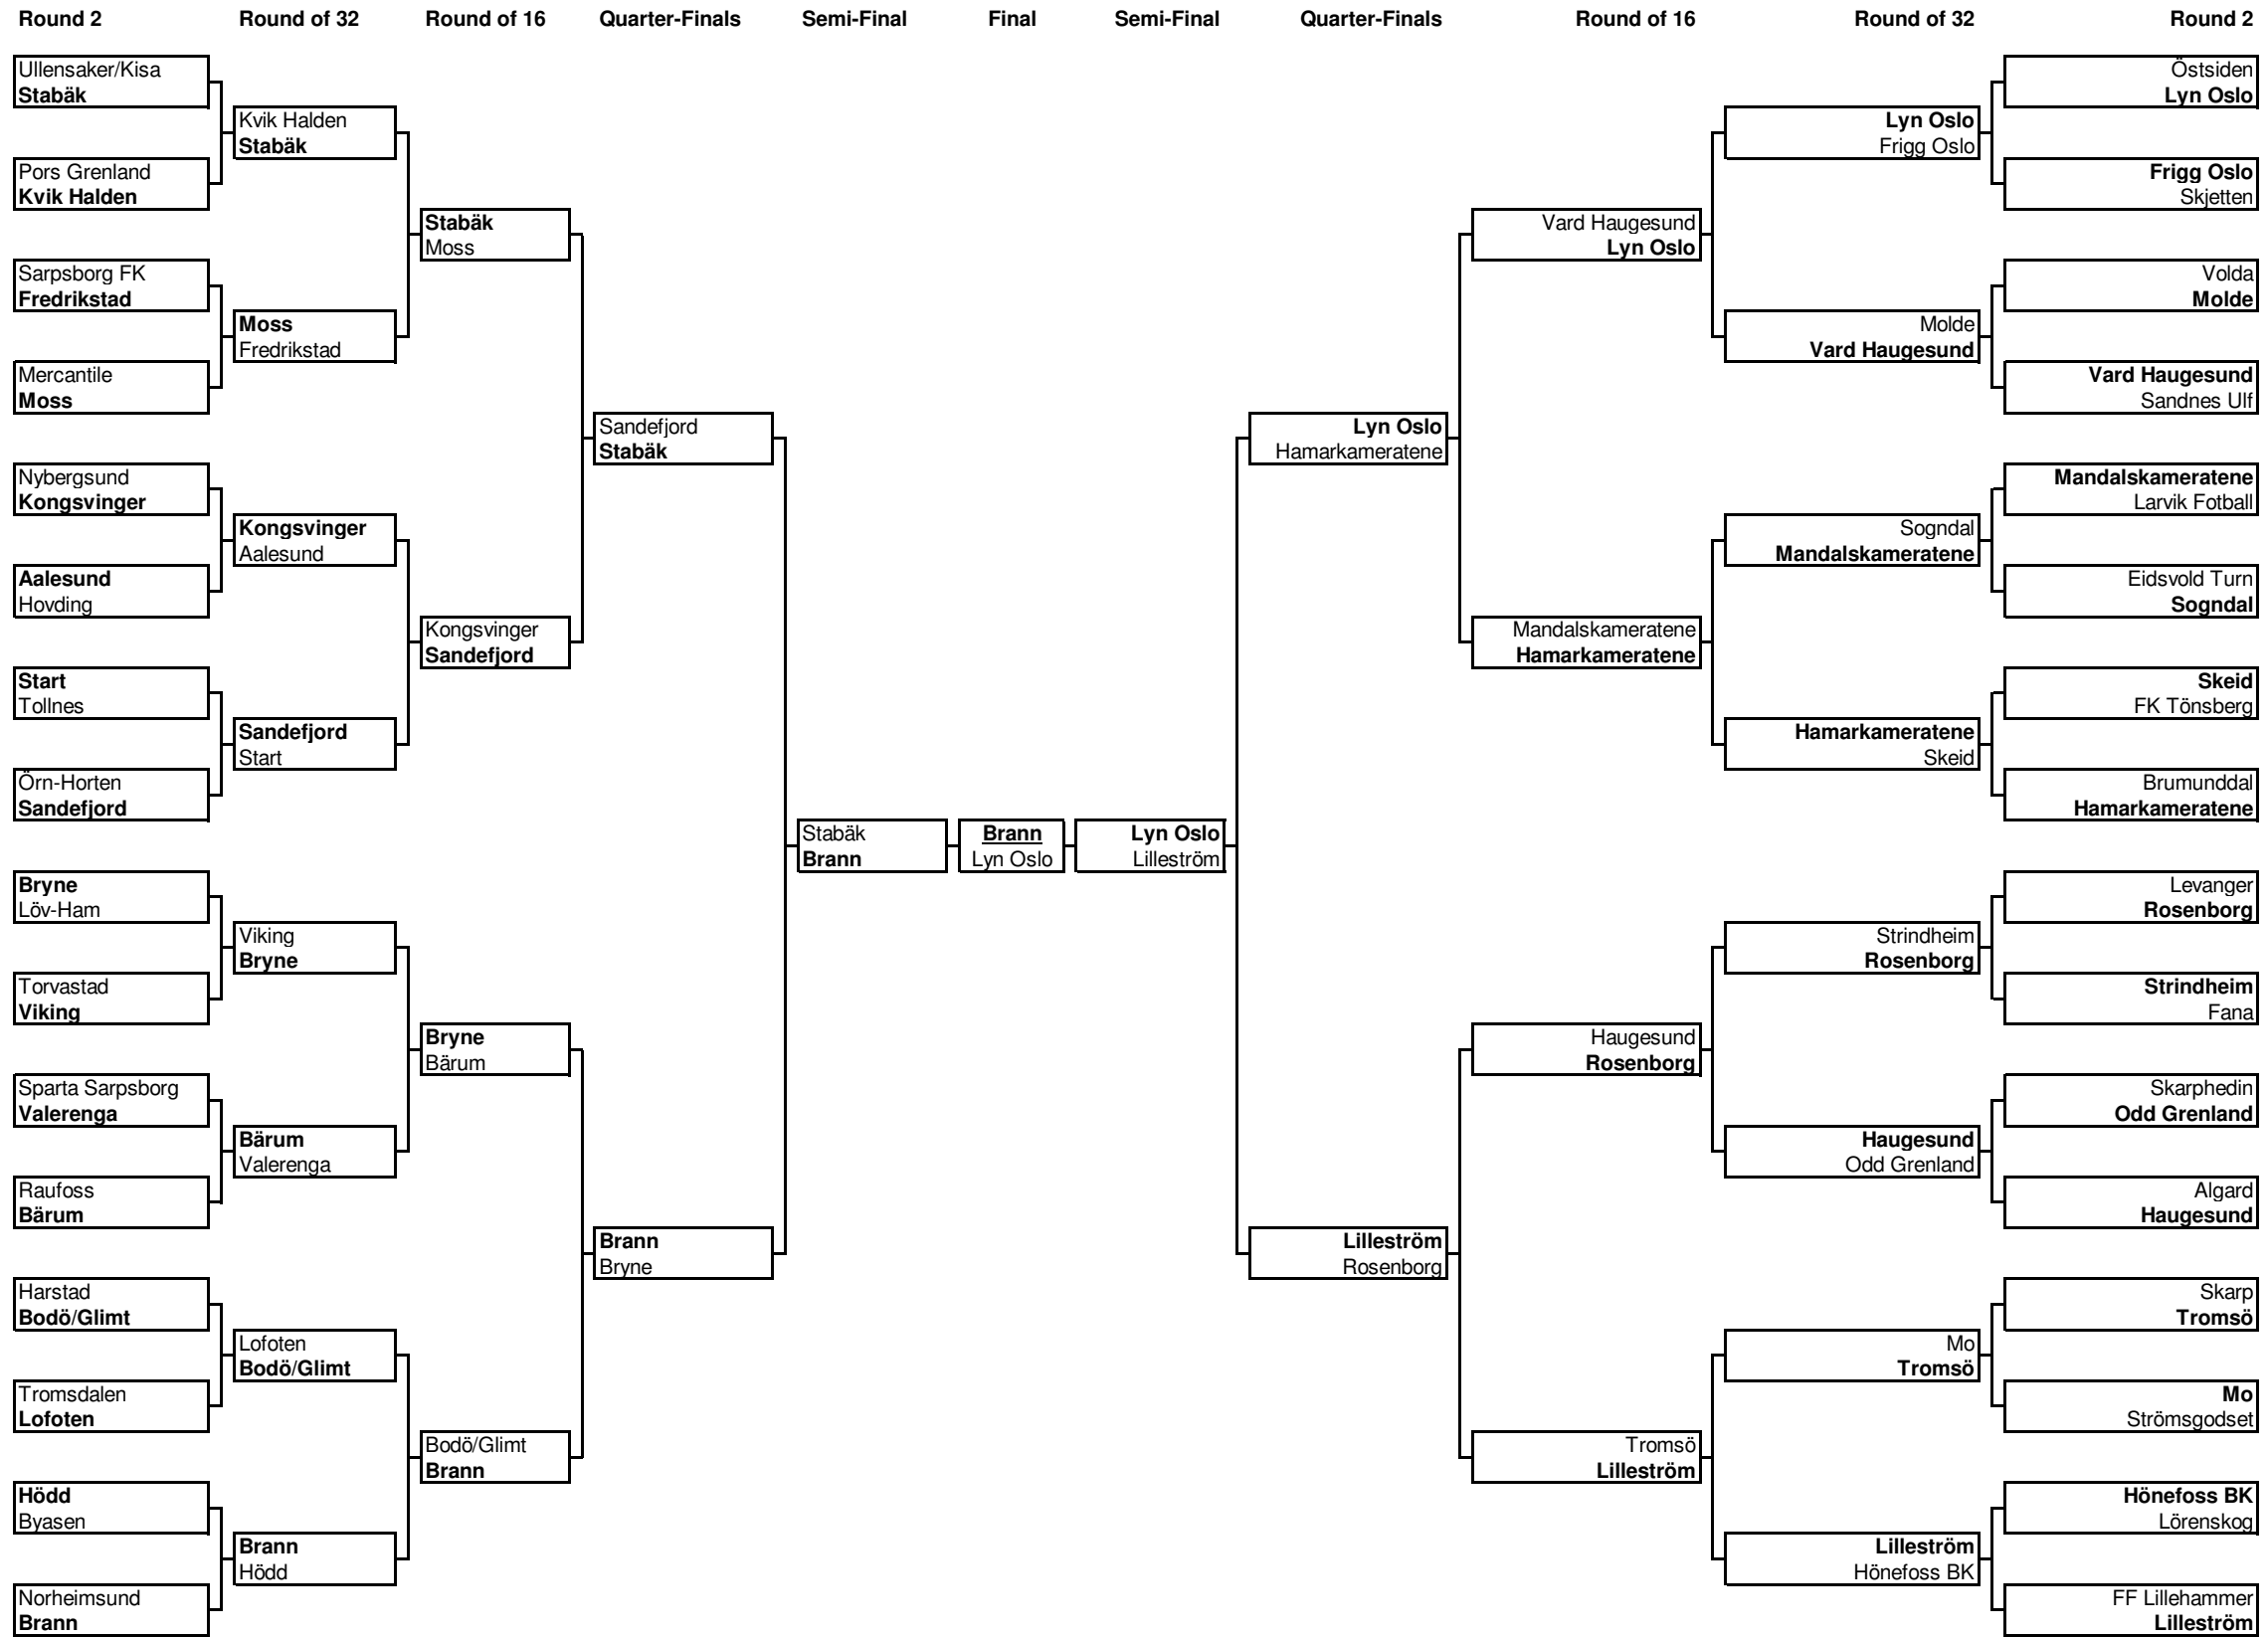 Round 2
Round of 32
Round of 16
Quarter-Finals
Semi-Final
Final
Semi-Final
Quarter-Finals
Round of 16
Round of 32
Round 2
Ullensaker/Kisa
Stabäk
Pors Grenland
Kvik Halden
Sarpsborg FK
Fredrikstad
Mercantile
Moss
Nybergsund
Kongsvinger
Aalesund
Hovding
Start
Tollnes
Örn-Horten
Sandefjord
Bryne
Löv-Ham
Torvastad
Viking
Sparta Sarpsborg
Valerenga
Raufoss
Bärum
Harstad
Bodö/Glimt
Tromsdalen
Lofoten
Hödd
Byasen
Norheimsund
Brann
Kvik Halden
Stabäk
Moss
Fredrikstad
Kongsvinger
Aalesund
Sandefjord
Start
Viking
Bryne
Bärum
Valerenga
Lofoten
Bodö/Glimt
Brann
Hödd
Stabäk
Moss
Kongsvinger
Sandefjord
Bryne
Bärum
Bodö/Glimt
Brann
Sandefjord
Stabäk
Brann
Bryne
Stabäk
Brann
Brann
Lyn Oslo
Lyn Oslo
Lilleström
Lyn Oslo
Hamarkameratene
Lilleström
Rosenborg
Vard Haugesund
Lyn Oslo
Mandalskameratene
Hamarkameratene
Haugesund
Rosenborg
Tromsö
Lilleström
Lyn Oslo
Frigg Oslo
Molde
Vard Haugesund
Sogndal
Mandalskameratene
Hamarkameratene
Skeid
Strindheim
Rosenborg
Haugesund
Odd Grenland
Mo
Tromsö
Lilleström
Hönefoss BK
Östsiden
Lyn Oslo
Frigg Oslo
Skjetten
Volda
Molde
Vard Haugesund
Sandnes Ulf
Mandalskameratene
Larvik Fotball
Eidsvold Turn
Sogndal
Skeid
FK Tönsberg
Brumunddal
Hamarkameratene
Levanger
Rosenborg
Strindheim
Fana
Skarphedin
Odd Grenland
Algard
Haugesund
Skarp
Tromsö
Mo
Strömsgodset
Hönefoss BK
Lörenskog
FF Lillehammer
Lilleström